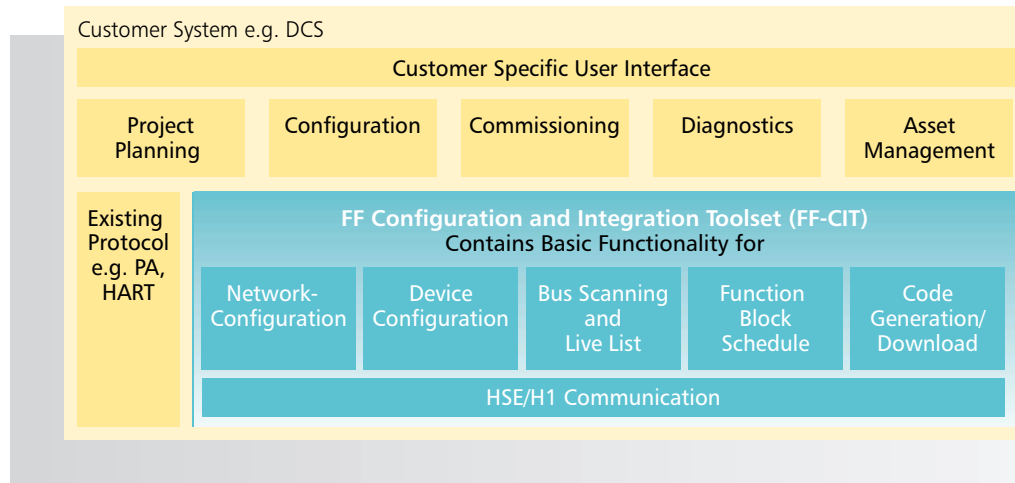 Customer System e.g. DCS
Customer Specific User Interface
Project
Planning
Configuration
Commissioning
Diagnostics
Asset
Management
Existing
Protocol
e.g. PA,
HART
FF Configuration and Integration Toolset (FF-CIT)
Contains Basic Functionality for
Network-
Configuration
Device
Configuration
Bus Scanning
and
Live List
Function
Block
Schedule
Code
Generation/
Download
HSE/H1 Communication